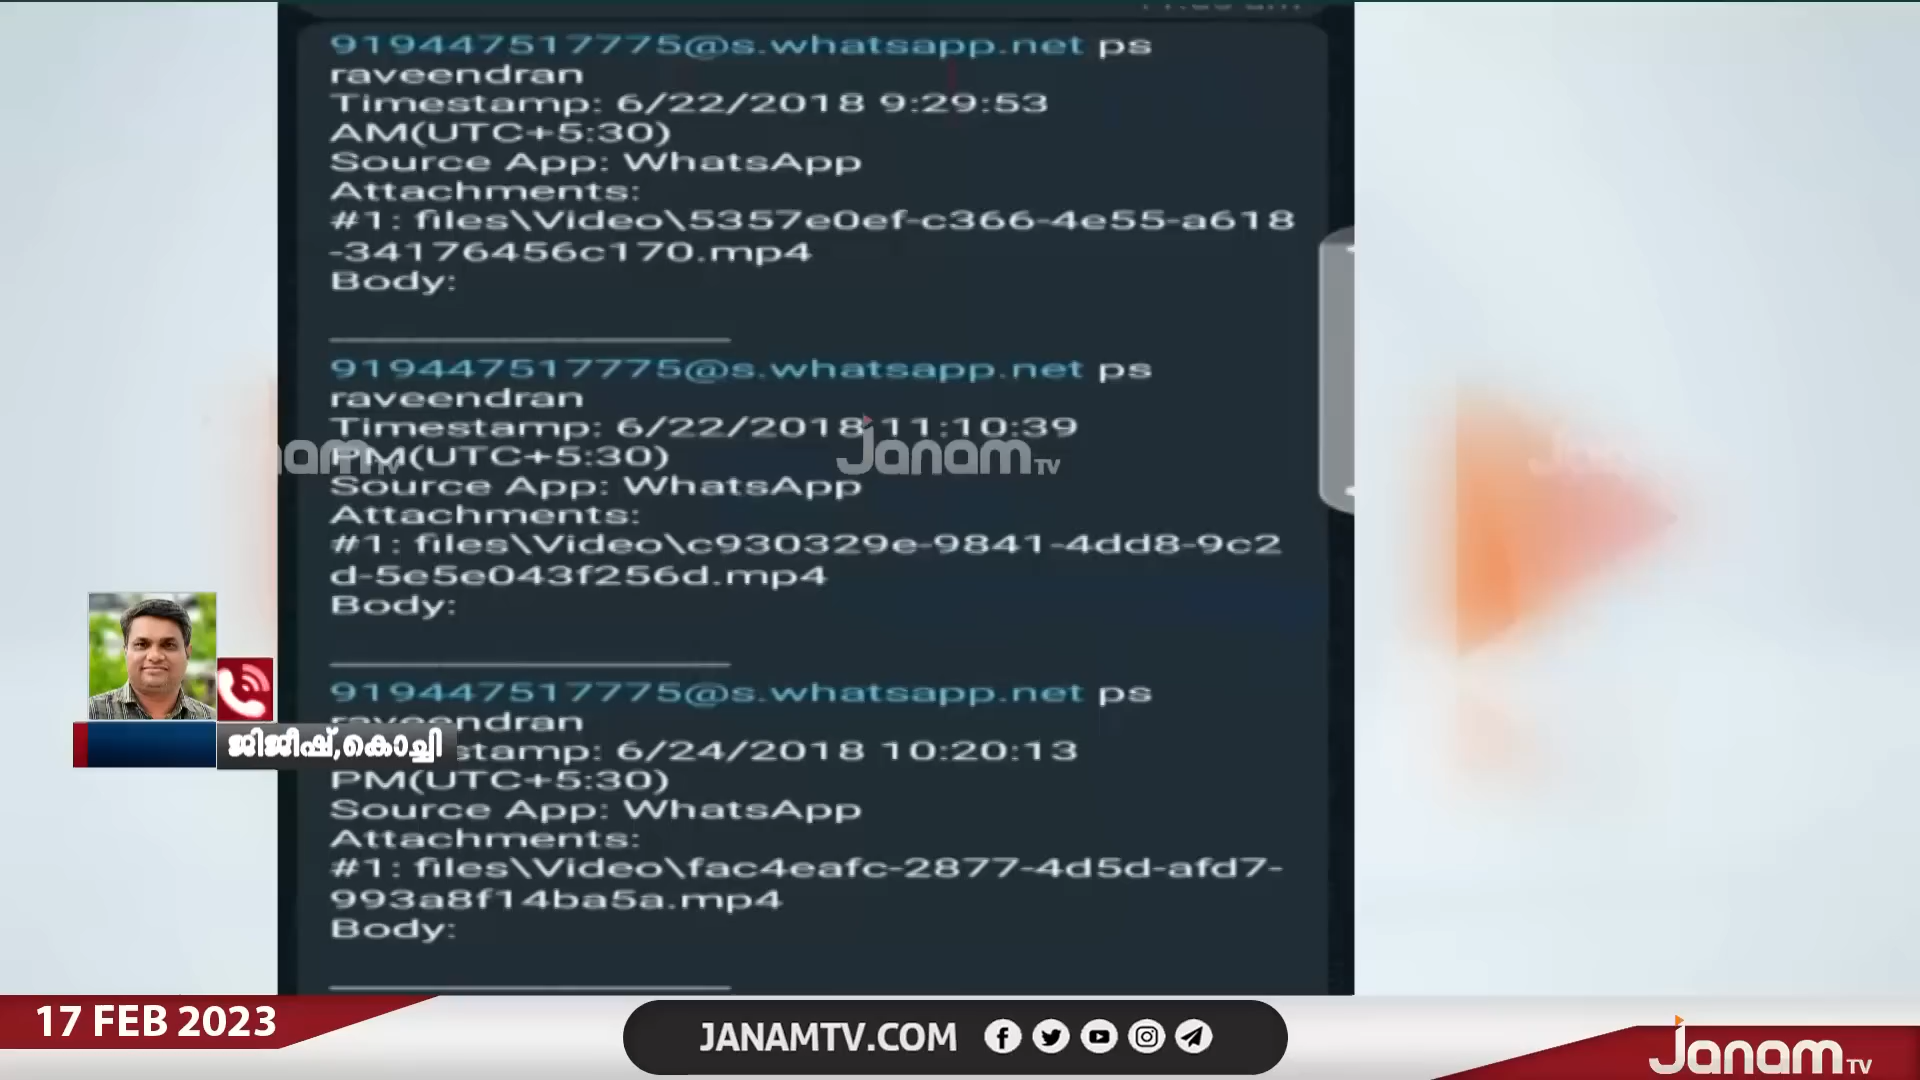 919447517775@s.whatsapp.net ps
raveendran
Timestamp: 6/22/2018 9:29:53
AM(UTC+5:30)
Source App: WhatsApp
Attachments:
#1: files\Video\5357e0ef-c366-4e55-a618
-34176456c170.mp4
Body:
919447517775@s.whatsapp.net ps
raveendran
Timestamp: 6/22/2018 11:10:39
PM(UTC+5:30)
Janam TV
Source App: WhatsApp
Attachments:
#1: files\Video\c930329e-9841-4dd8-9c2
d-5e5e043f256d.mp4
Body:
919447517775@s.whatsapp.net ps
raveendran
stamp: 6/24/2018 10:20:13
ജിജീഷ്,കൊച്ചി
PM(UTC+5:30)
Source App: WhatsApp
Attachments:
#1: files\Video\fac4eafc-2877-4d5d-afd7-
993a8f14ba5a.mp4
Body:
17 FEB 2023
JANAMTV.COM
Janam TV